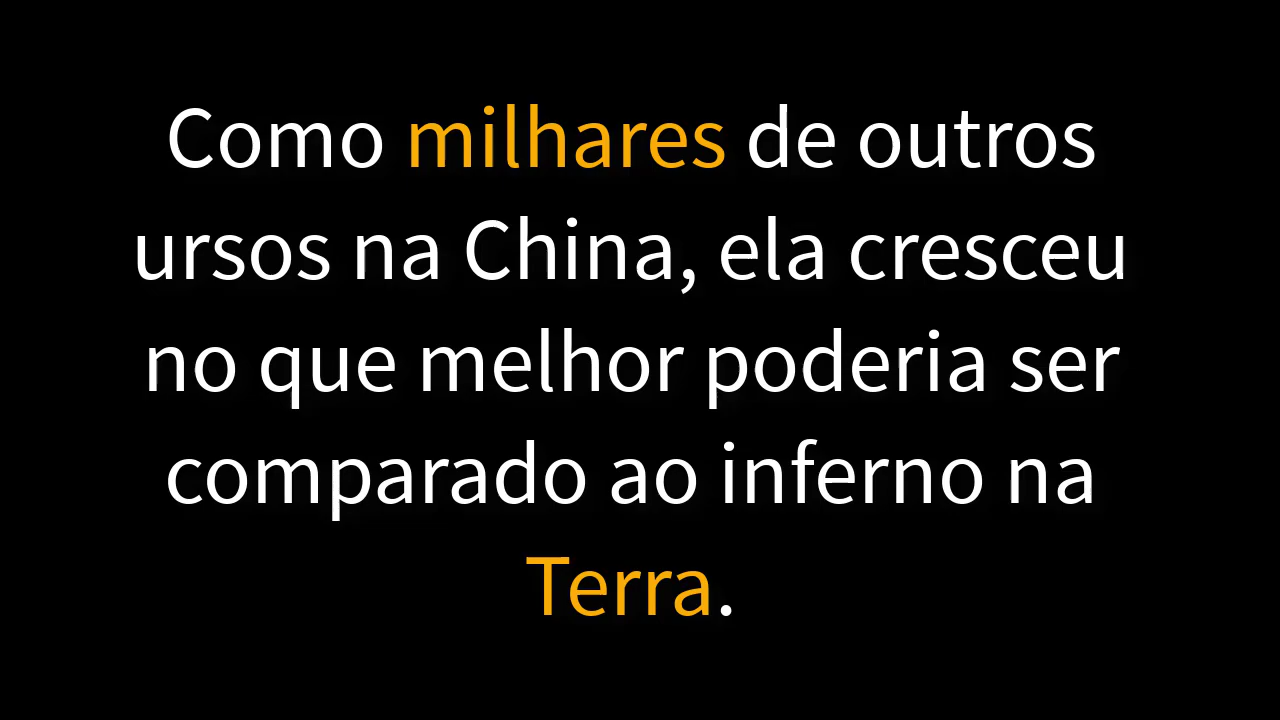 Como milhares de outros
ursos na China, ela cresceu
no que melhor poderia ser
comparado ao inferno na
Terra.